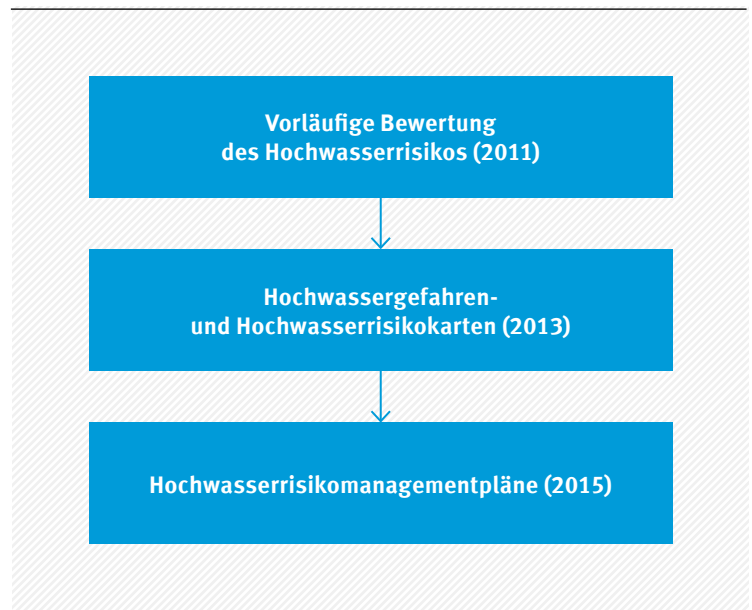 Vorläufige Bewertung
des Hochwasserrisikos (2011)
Hochwassergefahren-
und Hochwasserrisikokarten (2013)
Hochwasserrisikomanagementpläne (2015)